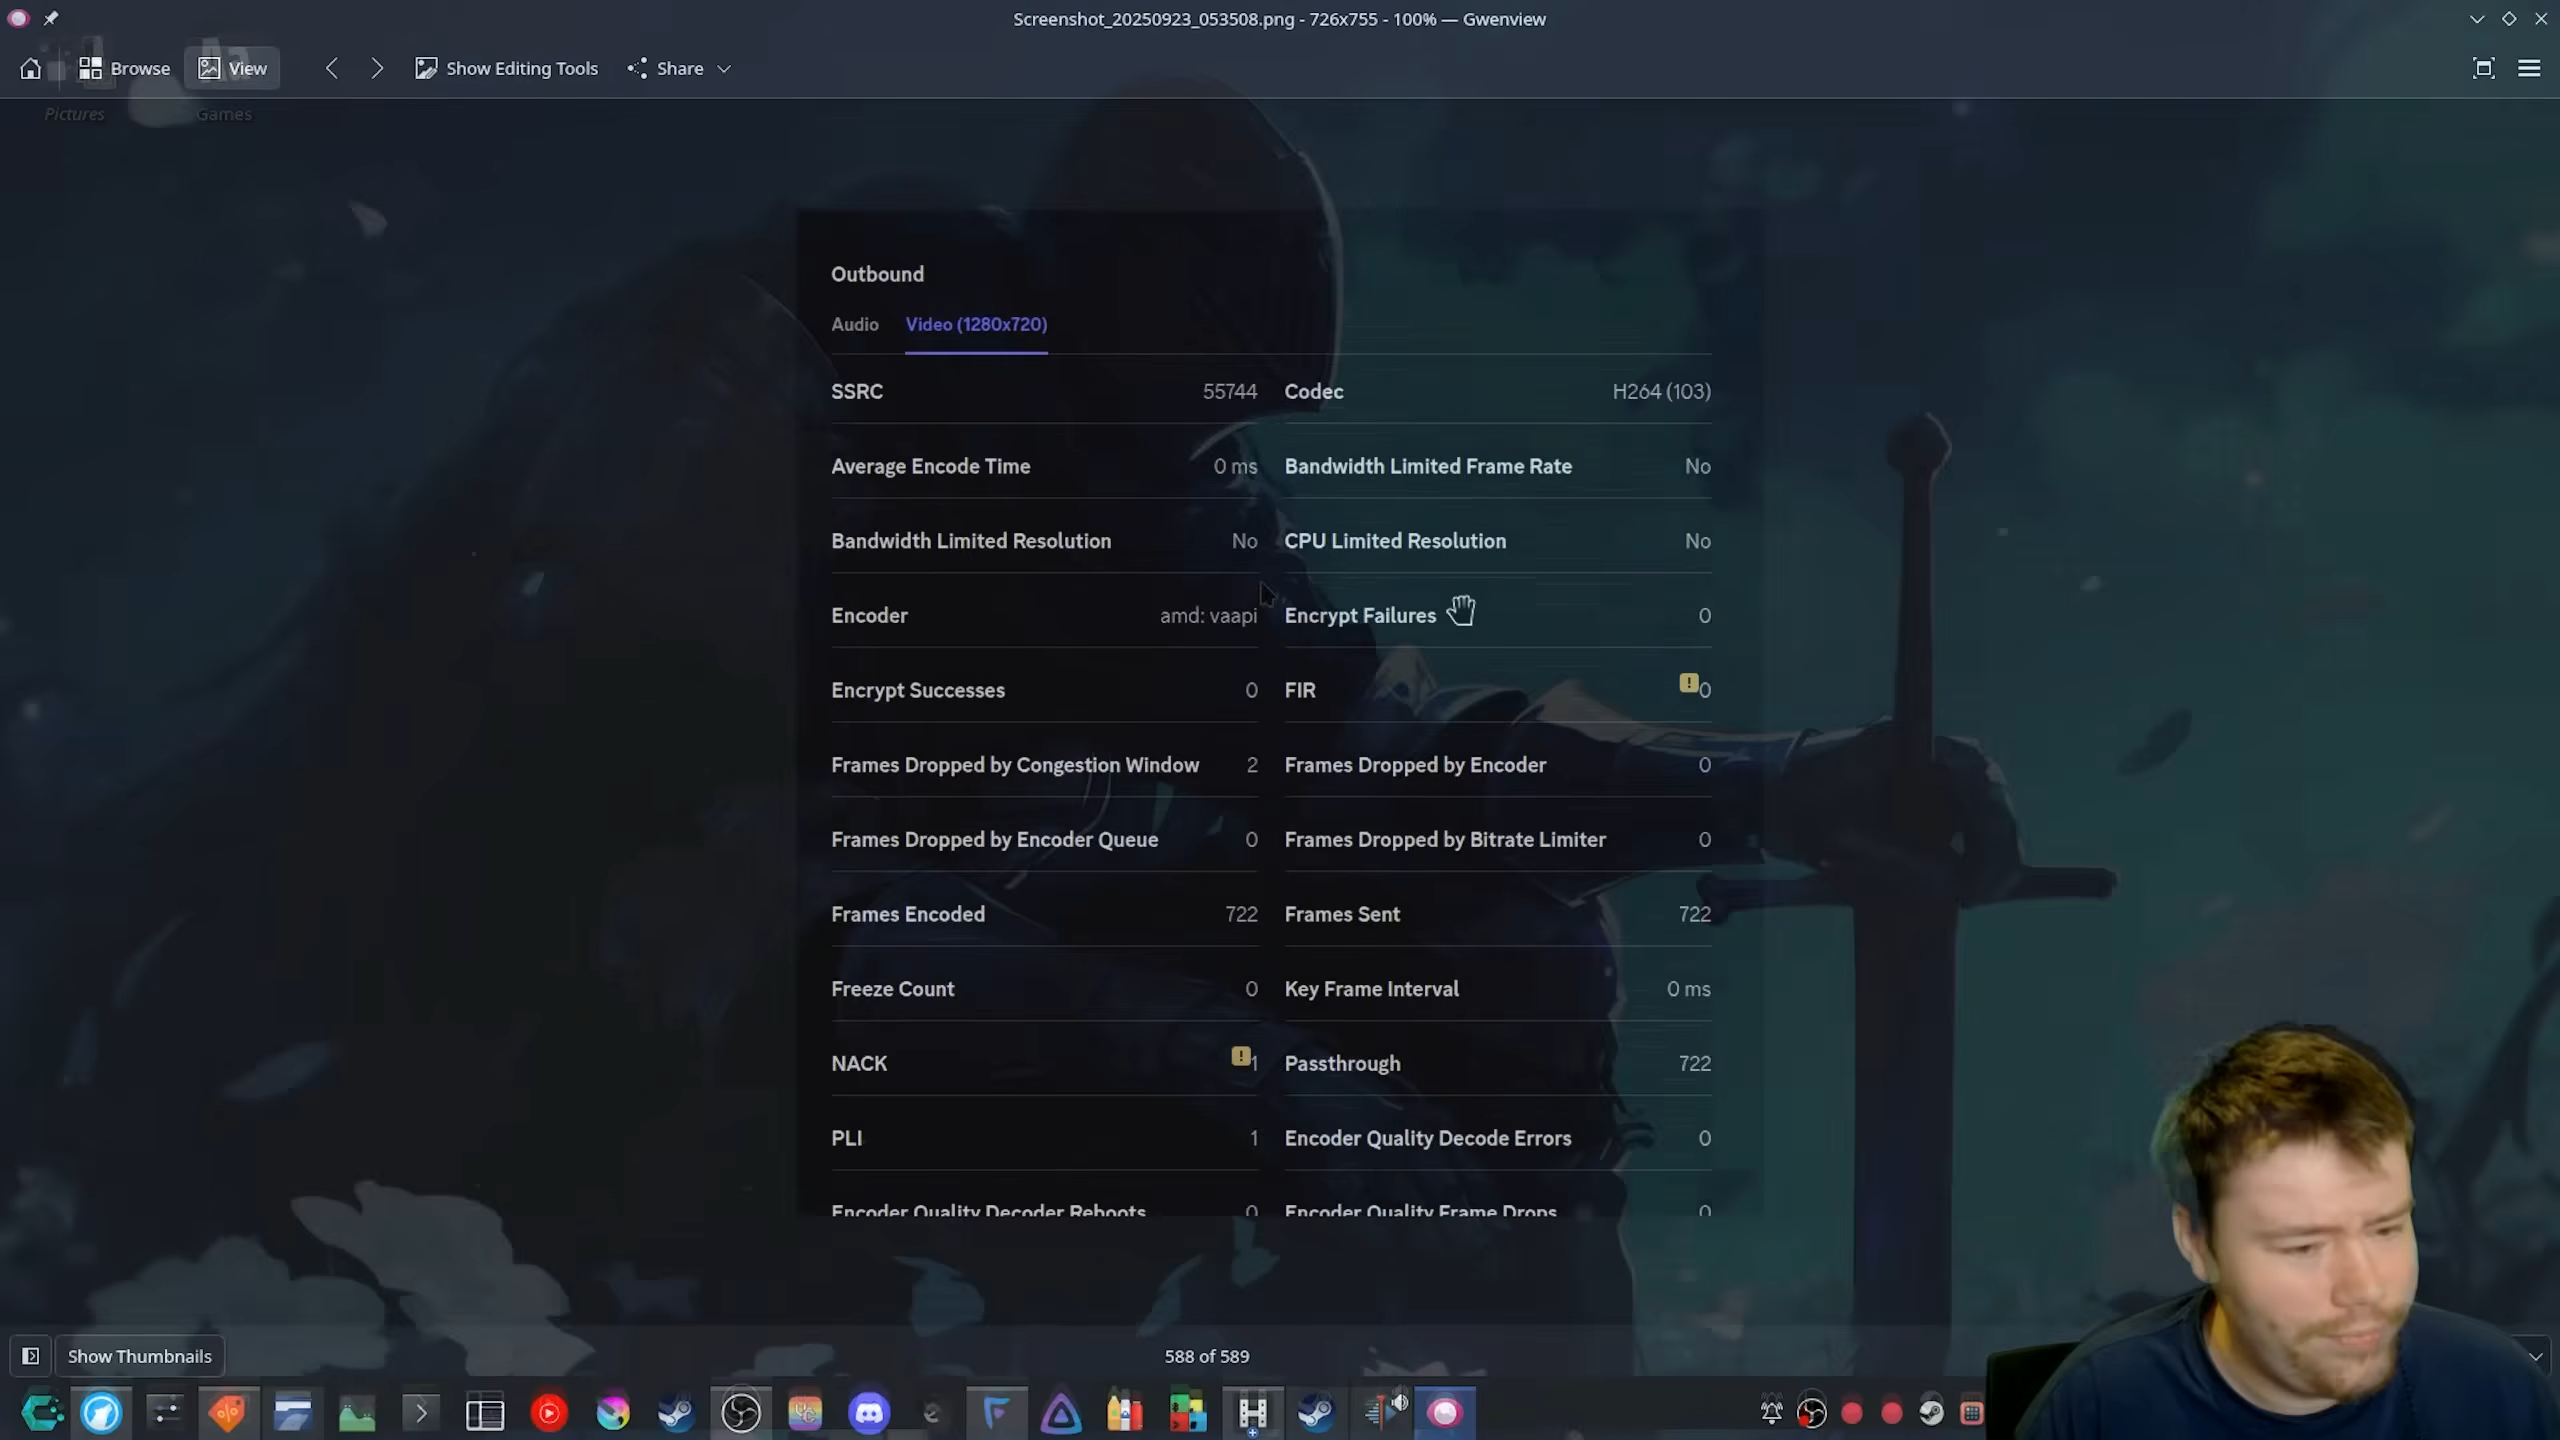 Screenshot_20250923_053508.png - 726x755 - 100% — Gwenview
Browse View Show Editing Tools Share
Pictures Games
Outbound
Audio Video (1280x720)
SSRC 55744 Codec H264 (103)
Average Encode Time 0 ms Bandwidth Limited Frame Rate No
Bandwidth Limited Resolution No CPU Limited Resolution No
Encoder amd: vaapi Encrypt Failures 0
Encrypt Successes 0 FIR 0
Frames Dropped by Congestion Window 2 Frames Dropped by Encoder 0
Frames Dropped by Encoder Queue 0 Frames Dropped by Bitrate Limiter 0
Frames Encoded 722 Frames Sent 722
Freeze Count 0 Key Frame Interval 0 ms
NACK 1 Passthrough 722
PLI 1 Encoder Quality Decode Errors 0
Encoder Quality Decoder Reboots 0 Encoder Quality Frame Drops 0
Show Thumbnails 588 of 589